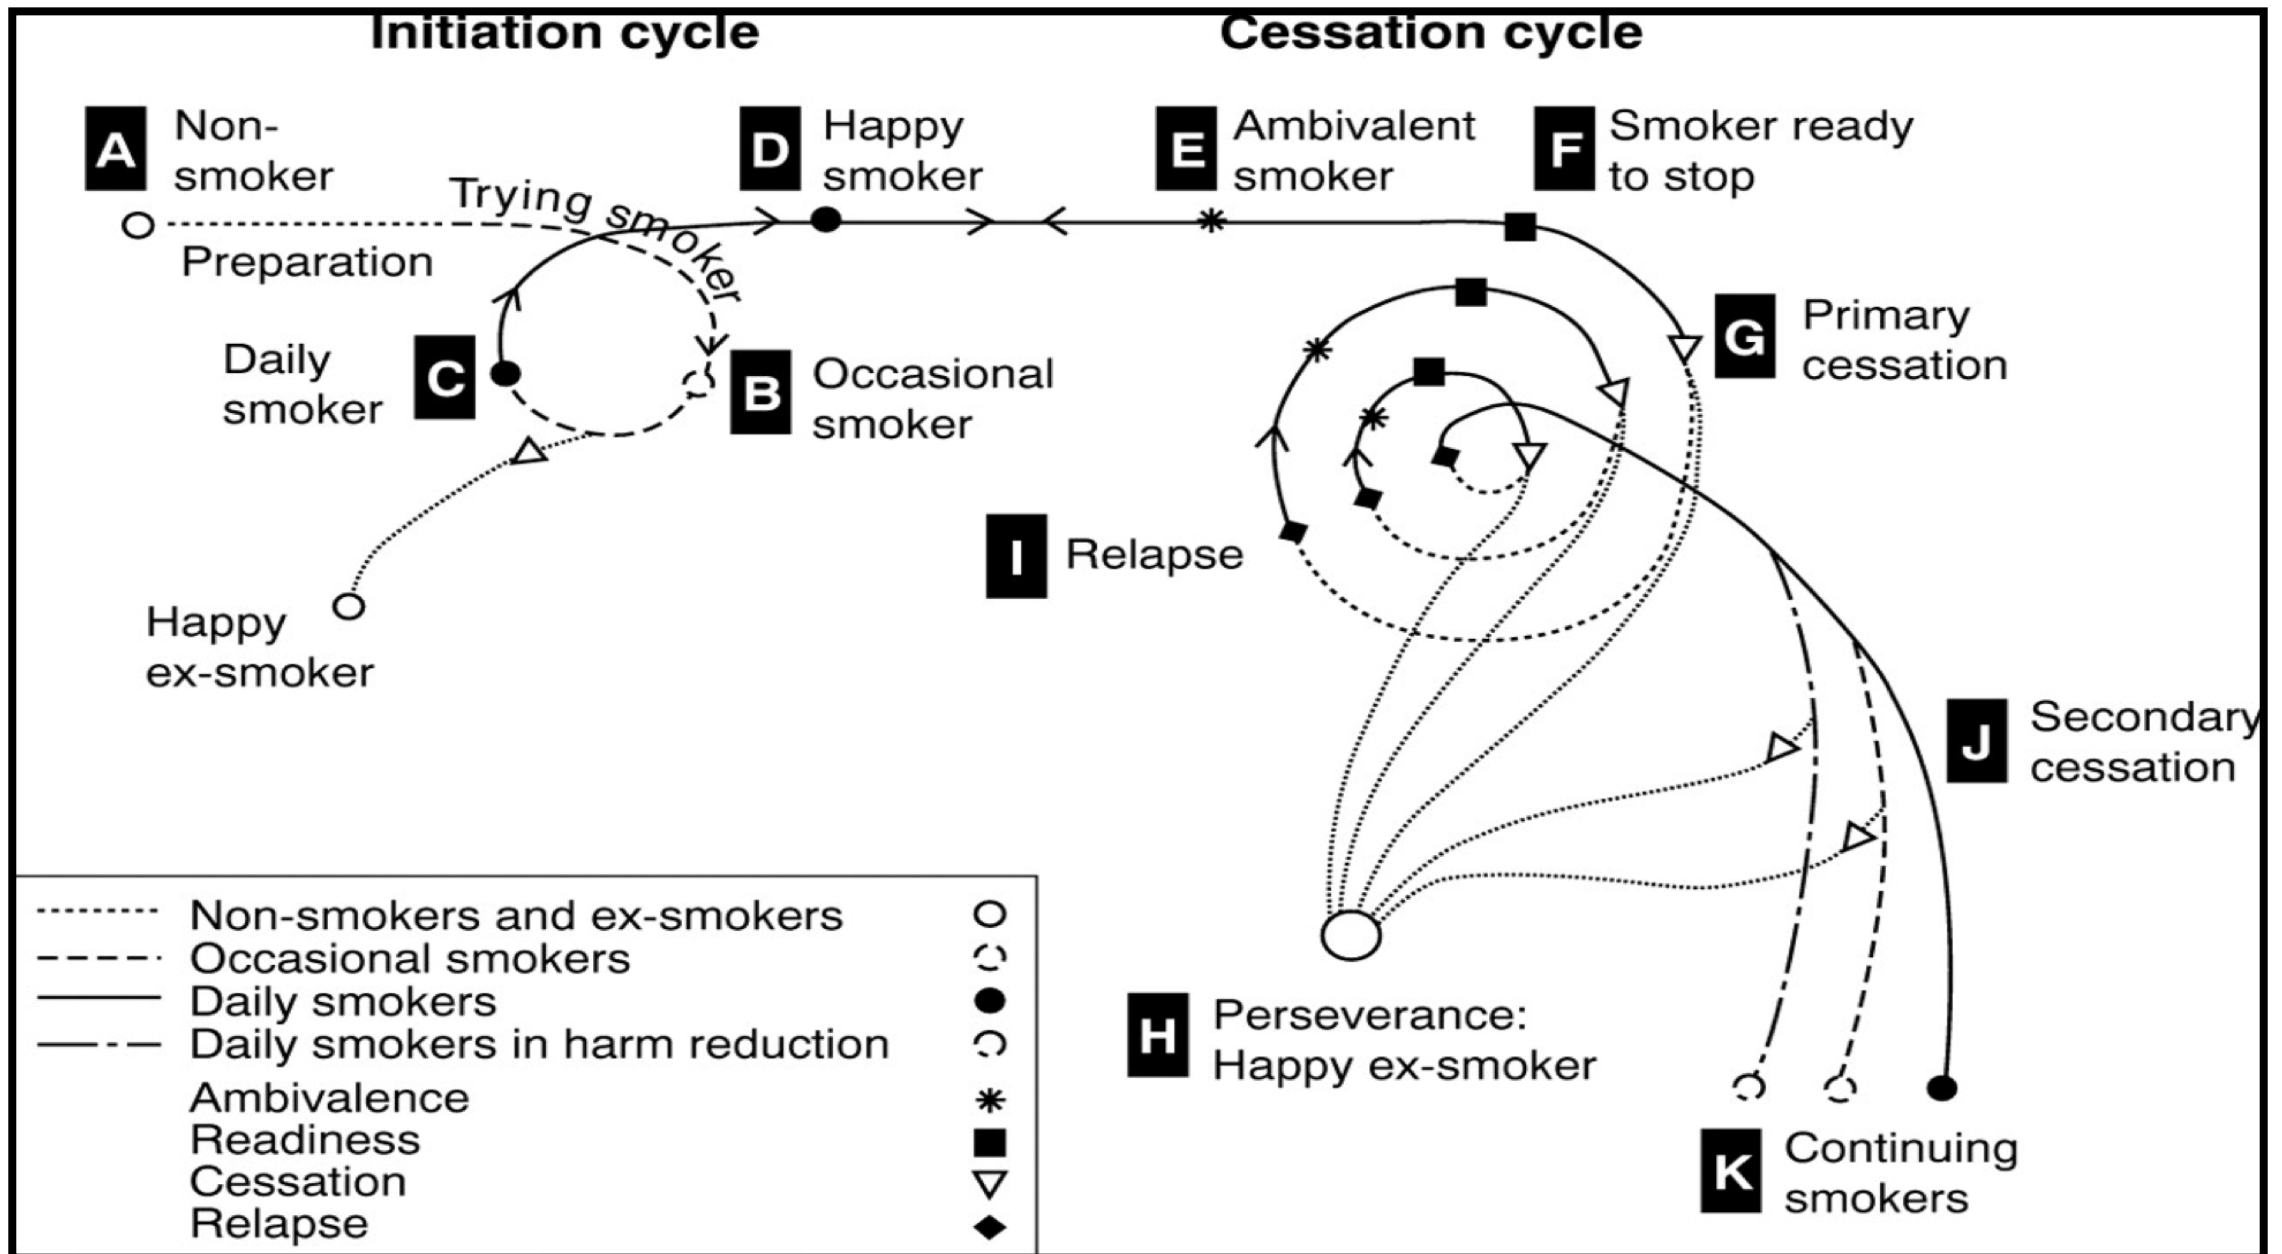 Initiation cycle
Cessation cycle
A
Non-
smoker
Trying smoker
Preparation
D
Happy
smoker
E
Ambivalent
smoker
F
Smoker ready
to stop
Daily
smoker
C
B
Occasional
smoker
G
Primary
cessation
I
Relapse
Happy
ex-smoker
J
Secondary
cessation
Non-smokers and ex-smokers
Occasional smokers
Daily smokers
Daily smokers in harm reduction
Ambivalence
Readiness
Cessation
Relapse
H
Perseverance:
Happy ex-smoker
K
Continuing
smokers